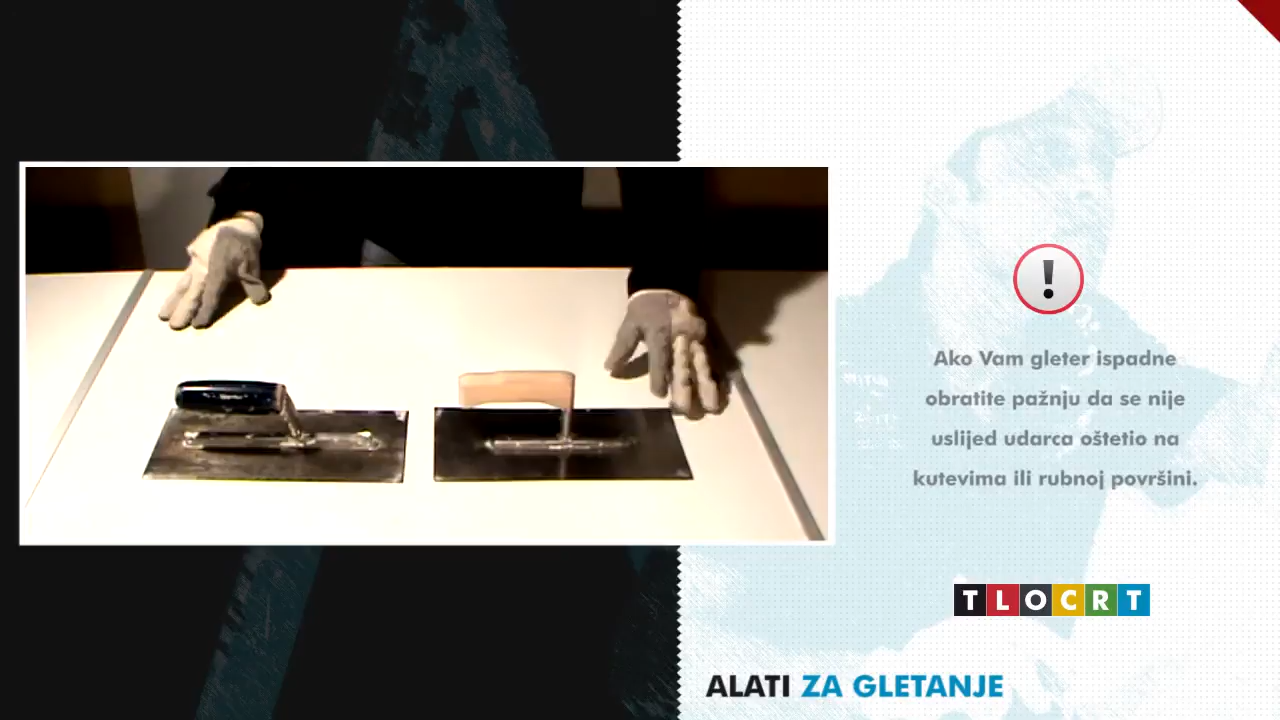 !
Ako Vam gleter ispadne
obratite pažnju da se nije
uslijed udarca oštetio na
kutevima ili rubnoj površini.
TLOCRT
ALATI ZA GLETANJE